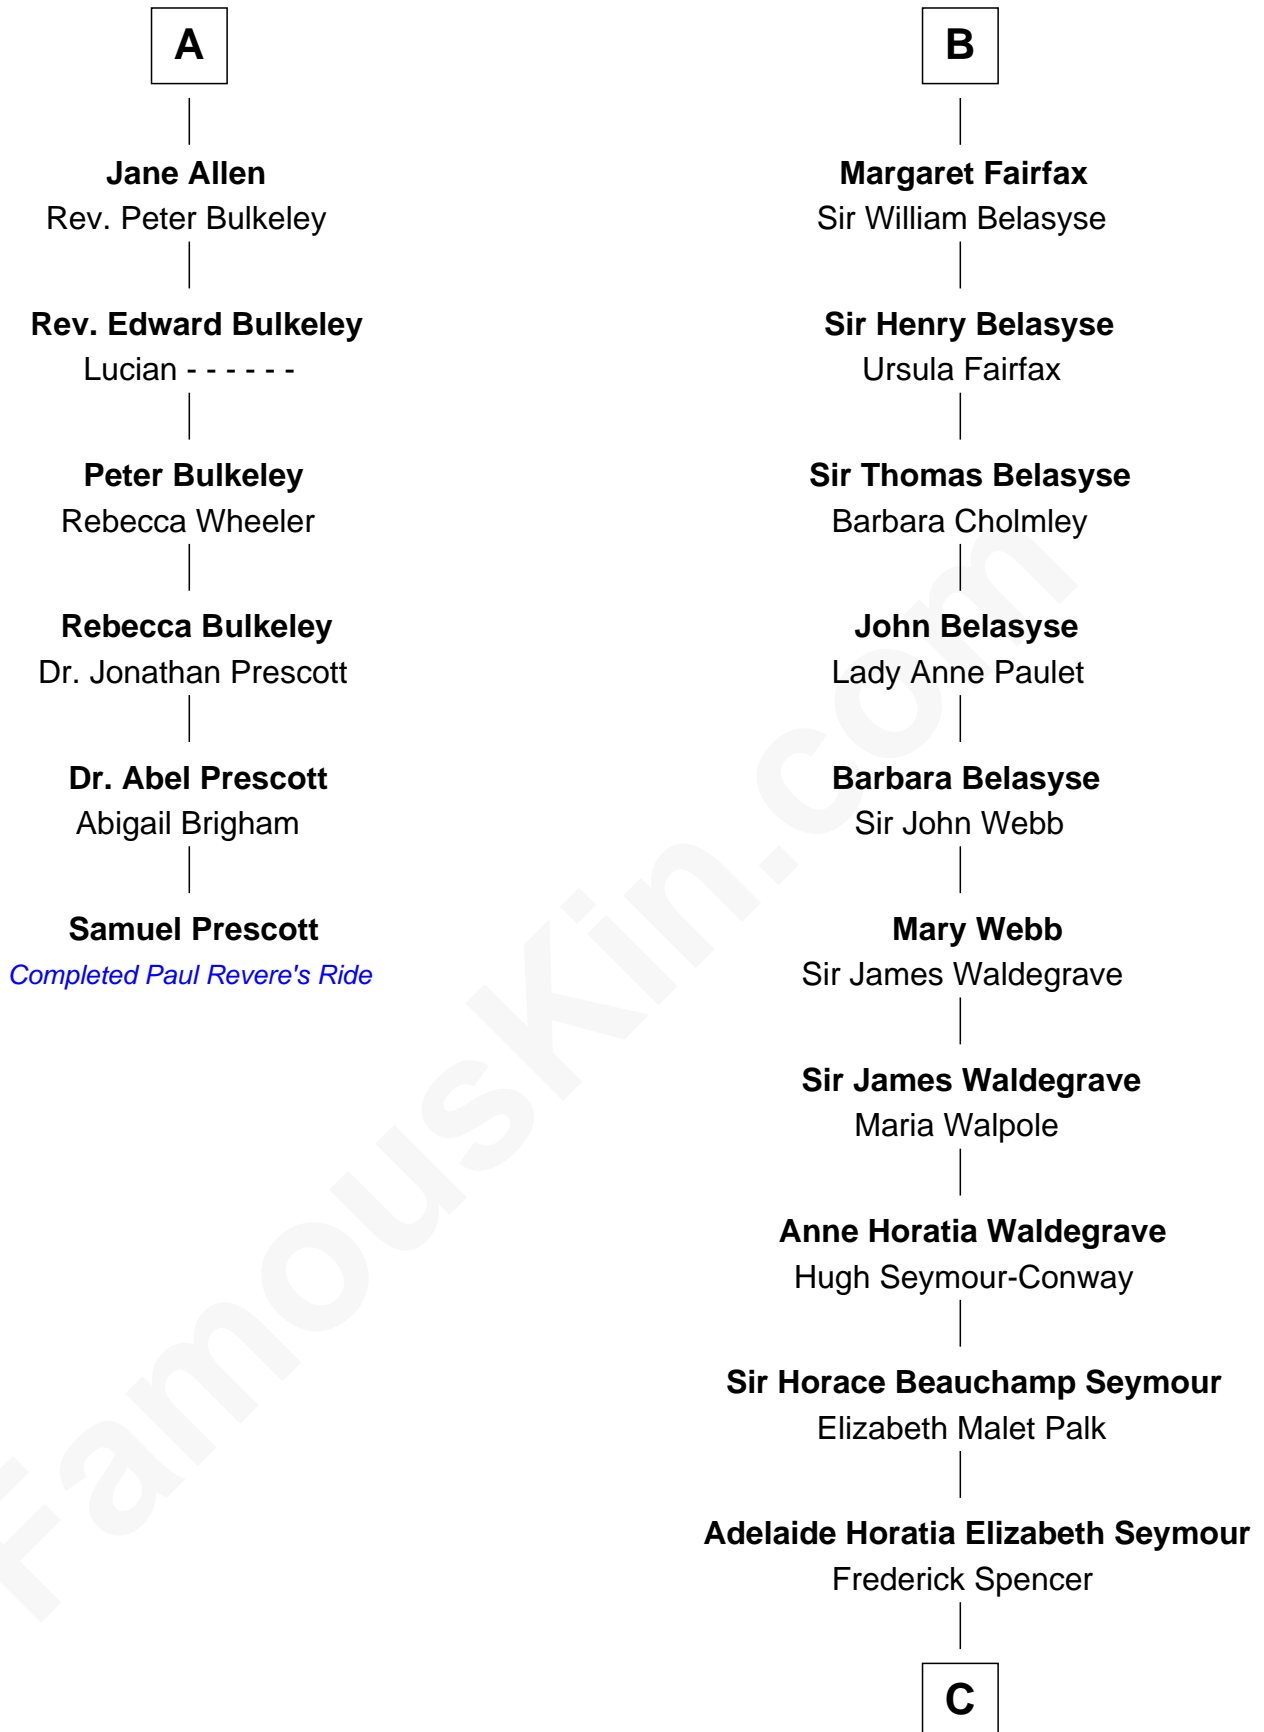 A
Jane Allen
Rev. Peter Bulkeley
Rev. Edward Bulkeley
Lucian - - - - - -
Peter Bulkeley
Rebecca Wheeler
Rebecca Bulkeley
Dr. Jonathan Prescott
Dr. Abel Prescott
Abigail Brigham
Samuel Prescott
Completed Paul Revere's Ride
B
Margaret Fairfax
Sir William Belasyse
Sir Henry Belasyse
Ursula Fairfax
Sir Thomas Belasyse
Barbara Cholmley
John Belasyse
Lady Anne Paulet
Barbara Belasyse
Sir John Webb
Mary Webb
Sir James Waldegrave
Sir James Waldegrave
Maria Walpole
Anne Horatia Waldegrave
Hugh Seymour-Conway
Sir Horace Beauchamp Seymour
Elizabeth Malet Palk
Adelaide Horatia Elizabeth Seymour
Frederick Spencer
C
FamousKin.com